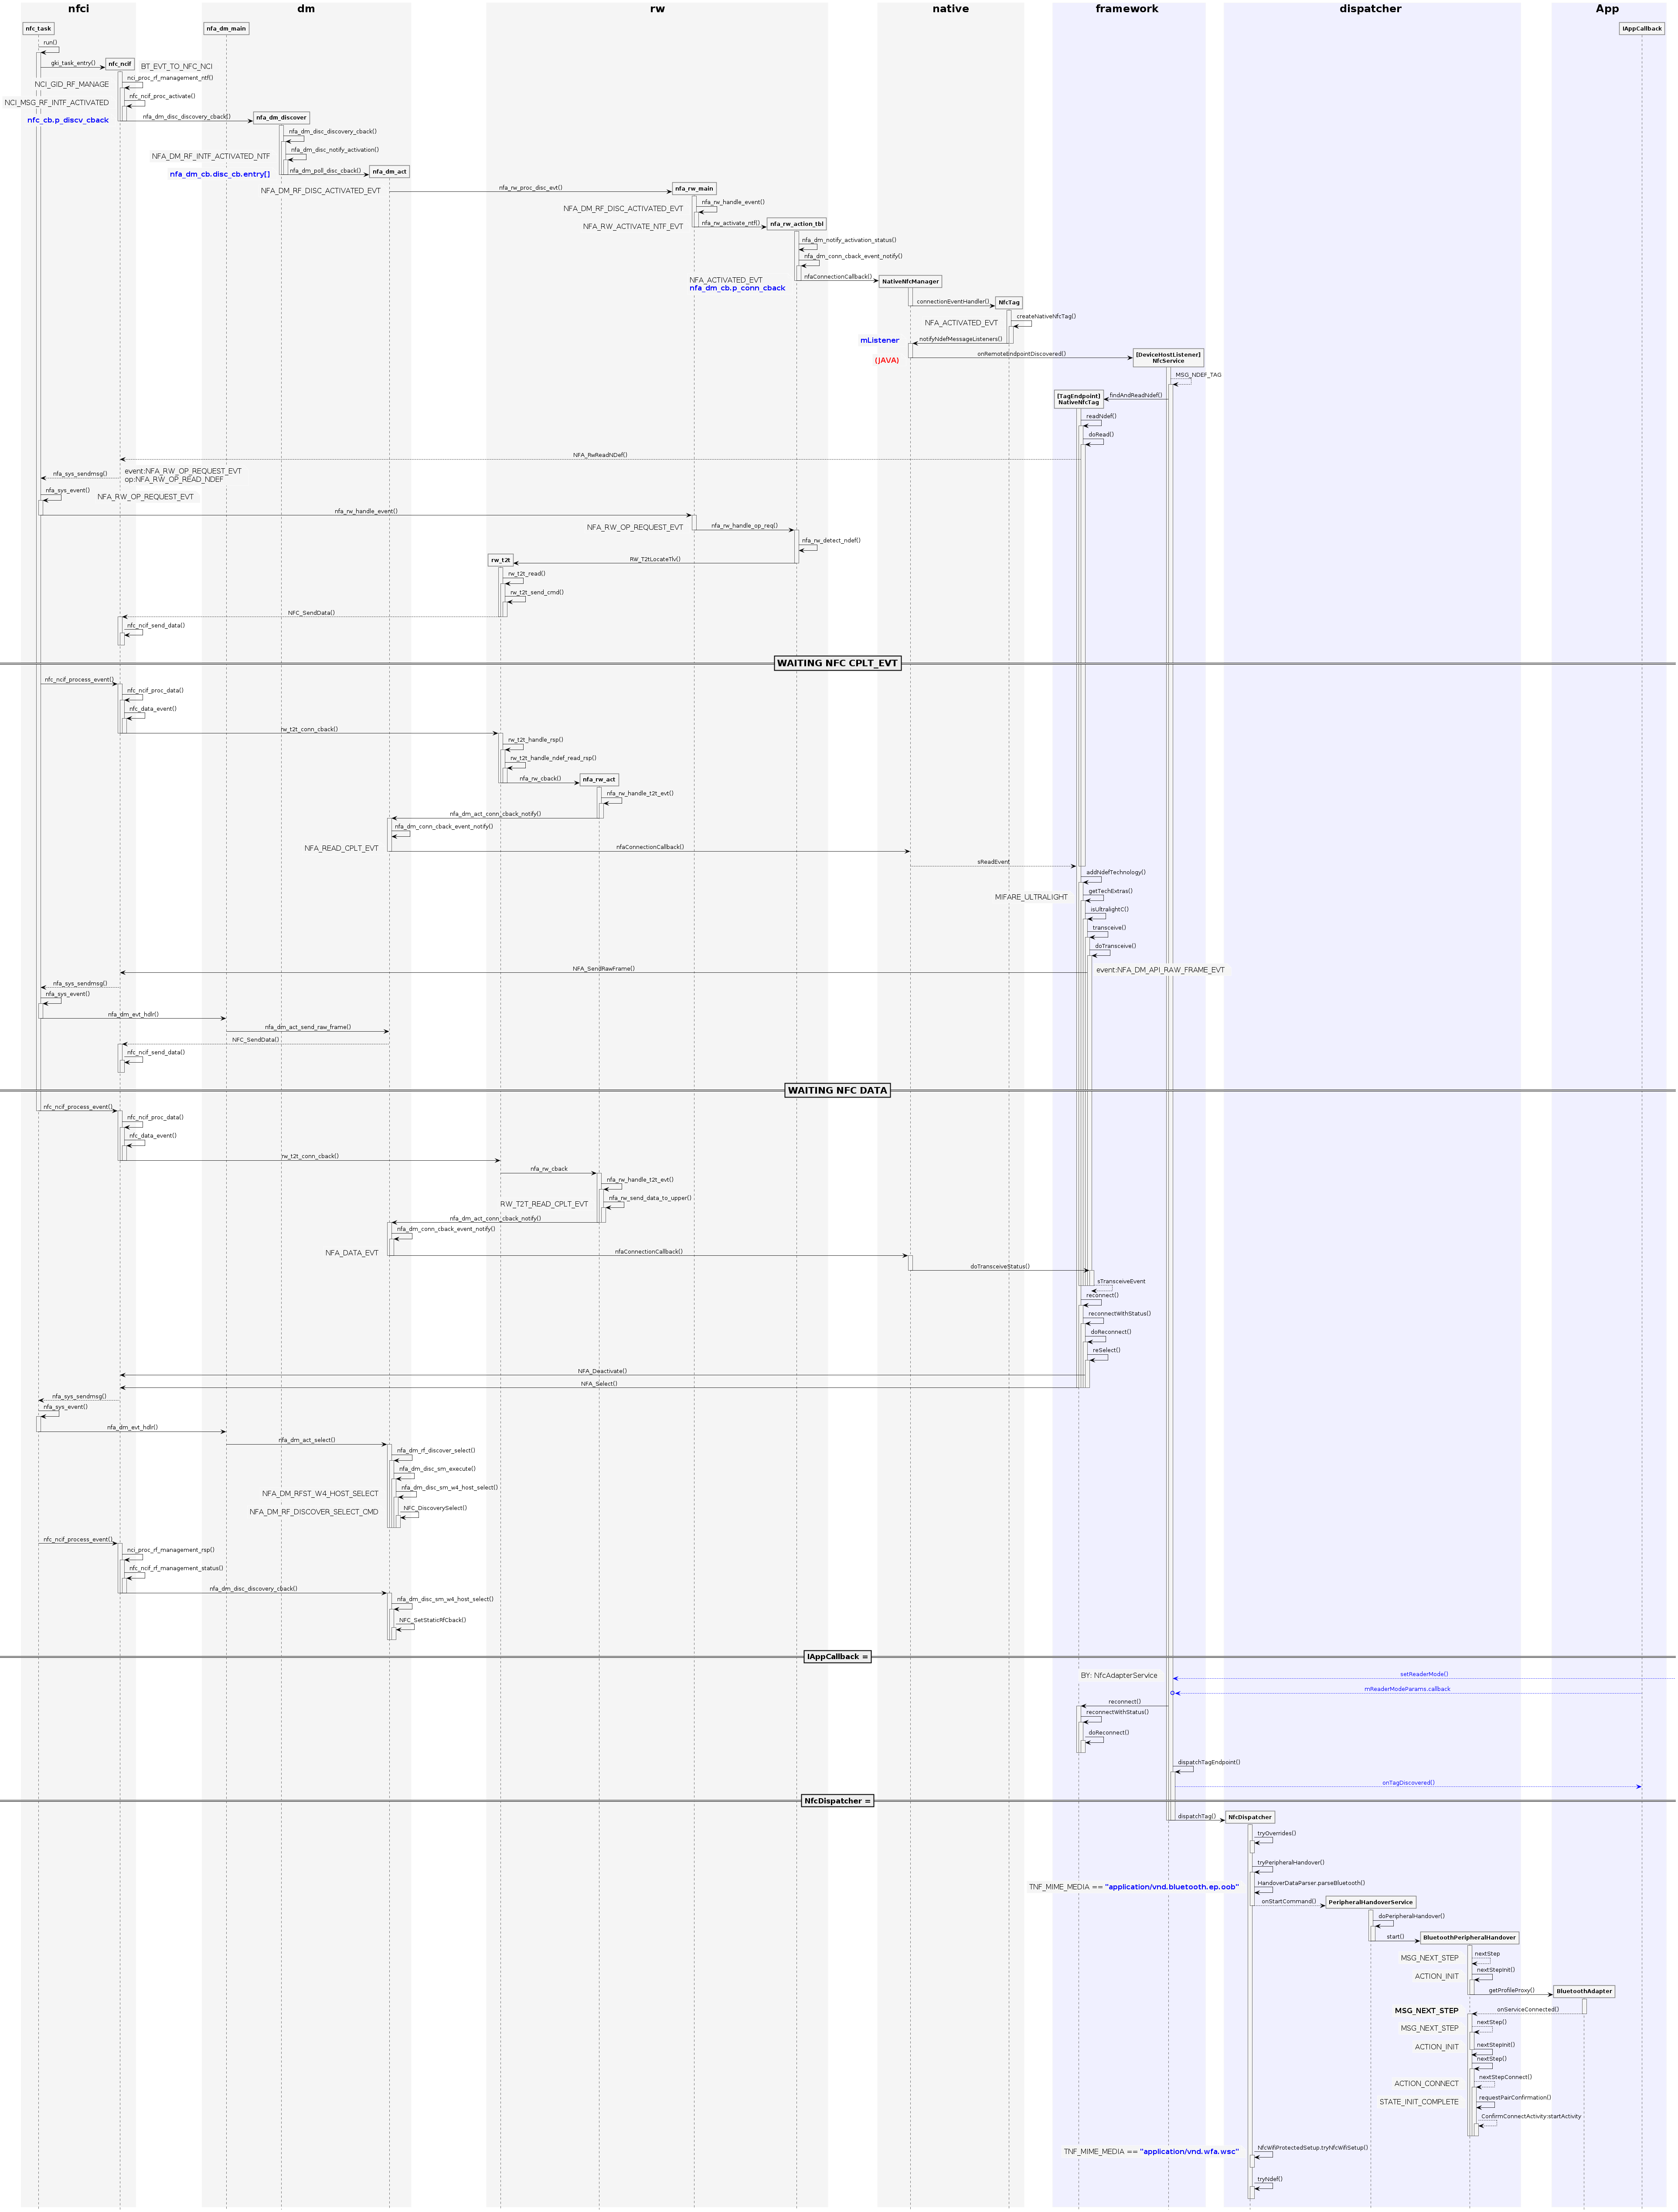 nfci dm rw native framework dispatcher App
nfc_task nfa_dm_main IAppCallback
run()
gki_task_entry() nfc_ncif BT_EVT_TO_NFC_NCI
nci_proc_rf_management_ntf()
NCI_GID_RF_MANAGE
nfc_ncif_proc_activate()
NCI_MSG_RF_INTF_ACTIVATED
nfc_cb.p_discv_cback nfa_dm_disc_discovery_cback() nfa_dm_discover
nfa_dm_disc_discovery_cback()
nfa_dm_disc_notify_activation()
NFA_DM_RF_INTF_ACTIVATED_NTF
nfa_dm_cb.disc_cb.entry[] nfa_dm_poll_disc_cback() nfa_dm_act
NFA_DM_RF_DISC_ACTIVATED_EVT nfa_rw_proc_disc_evt() nfa_rw_main
nfa_rw_handle_event()
NFA_DM_RF_DISC_ACTIVATED_EVT
NFA_RW_ACTIVATE_NTF_EVT nfa_rw_activate_ntf() nfa_rw_action_tbl
nfa_dm_notify_activation_status()
nfa_dm_conn_cback_event_notify()
NFA_ACTIVATED_EVT nfaConnectionCallback() NativeNfcManager
nfa_dm_cb.p_conn_cback
connectionEventHandler() NfcTag
createNativeNfcTag()
NFA_ACTIVATED_EVT
mListener notifyNdefMessageListeners()
(JAVA) onRemoteEndpointDiscovered() [DeviceHostListener]
NfcService
MSG_NDEF_TAG
[TagEndpoint] findAndReadNdef()
NativeNfcTag
readNdef()
doRead()
NFA_RwReadNDef()
nfa_sys_sendmsg() event:NFA_RW_OP_REQUEST_EVT
op:NFA_RW_OP_READ_NDEF
nfa_sys_event()
NFA_RW_OP_REQUEST_EVT
nfa_rw_handle_event()
NFA_RW_OP_REQUEST_EVT nfa_rw_handle_op_req()
nfa_rw_detect_ndef()
rw_t2t RW_T2tLocateTlv()
rw_t2t_read()
rw_t2t_send_cmd()
NFC_SendData()
nfc_ncif_send_data()
WAITING NFC CPLT_EVT
nfc_ncif_process_event()
nfc_ncif_proc_data()
nfc_data_event()
rw_t2t_conn_cback()
rw_t2t_handle_rsp()
rw_t2t_handle_ndef_read_rsp()
nfa_rw_cback() nfa_rw_act
nfa_rw_handle_t2t_evt()
nfa_dm_act_conn_cback_notify()
nfa_dm_conn_cback_event_notify()
NFA_READ_CPLT_EVT nfaConnectionCallback()
sReadEvent
addNdefTechnology()
getTechExtras()
MIFARE_ULTRALIGHT
isUltralightC()
transceive()
doTransceive()
NFA_SendRawFrame() event:NFA_DM_API_RAW_FRAME_EVT
nfa_sys_sendmsg()
nfa_sys_event()
nfa_dm_evt_hdlr()
nfa_dm_act_send_raw_frame()
NFC_SendData()
nfc_ncif_send_data()
WAITING NFC DATA
nfc_ncif_process_event()
nfc_ncif_proc_data()
nfc_data_event()
rw_t2t_conn_cback()
nfa_rw_cback
nfa_rw_handle_t2t_evt()
nfa_rw_send_data_to_upper()
RW_T2T_READ_CPLT_EVT
nfa_dm_act_conn_cback_notify()
nfa_dm_conn_cback_event_notify()
NFA_DATA_EVT nfaConnectionCallback()
doTransceiveStatus()
sTransceiveEvent
reconnect()
reconnectWithStatus()
doReconnect()
reSelect()
NFA_Deactivate()
NFA_Select()
nfa_sys_sendmsg()
nfa_sys_event()
nfa_dm_evt_hdlr()
nfa_dm_act_select()
nfa_dm_rf_discover_select()
nfa_dm_disc_sm_execute()
nfa_dm_disc_sm_w4_host_select()
NFA_DM_RFST_W4_HOST_SELECT
NFC_DiscoverySelect()
NFA_DM_RF_DISCOVER_SELECT_CMD
nfc_ncif_process_event()
nci_proc_rf_management_rsp()
nfc_ncif_rf_management_status()
nfa_dm_disc_discovery_cback()
nfa_dm_disc_sm_w4_host_select()
NFC_SetStaticRfCback()
IAppCallback =
BY: NfcAdapterService setReaderMode()
mReaderModeParams.callback
reconnect()
reconnectWithStatus()
doReconnect()
dispatchTagEndpoint()
onTagDiscovered()
NfcDispatcher =
dispatchTag() NfcDispatcher
tryOverrides()
tryPeripheralHandover()
HandoverDataParser.parseBluetooth()
TNF_MIME_MEDIA == "application/vnd.bluetooth.ep.oob"
onStartCommand() PeripheralHandoverService
doPeripheralHandover()
start() BluetoothPeripheralHandover
nextStep
MSG_NEXT_STEP
nextStepInit()
ACTION_INIT
getProfileProxy() BluetoothAdapter
MSG_NEXT_STEP onServiceConnected()
nextStep()
MSG_NEXT_STEP
nextStepInit()
ACTION_INIT
nextStep()
nextStepConnect()
ACTION_CONNECT
requestPairConfirmation()
STATE_INIT_COMPLETE
ConfirmConnectActivity:startActivity
NfcWifiProtectedSetup.tryNfcWifiSetup()
TNF_MIME_MEDIA == "application/vnd.wfa.wsc"
tryNdef()